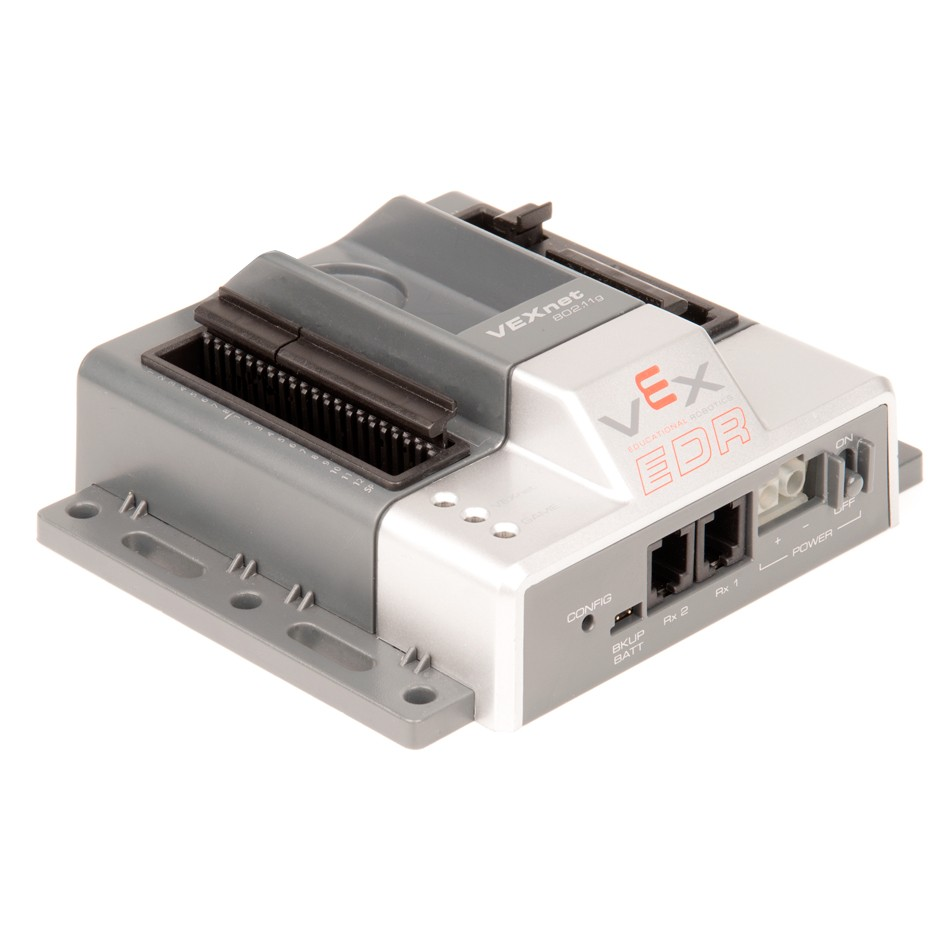 VEXnet
802.11g
VEX
EDUCATIONAL ROBOTICS
EDR
ON
OFF
+ -
POWER
Rx 1
Rx 2
CONFIG
BKUP
BATT